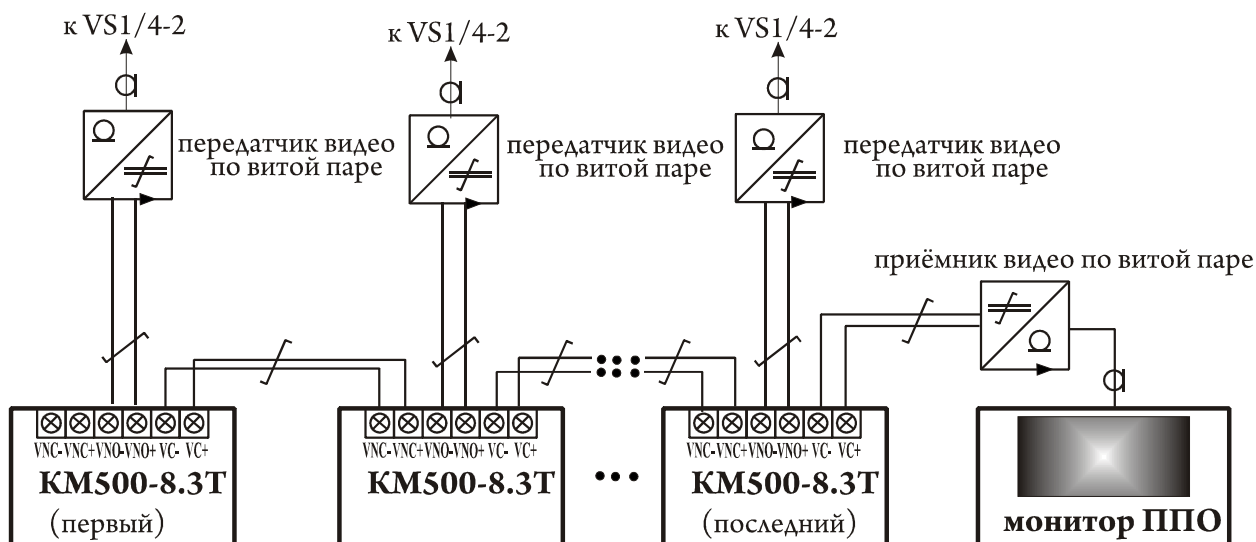 к VS1/4-2
к VS1/4-2
к VS1/4-2
передатчик видео
по витой паре
передатчик видео
по витой паре
передатчик видео
по витой паре
приёмник видео по витой паре
VNC- VNC+ VNO- VNO+ VC- VC+
VNC- VNC+ VNO- VNO+ VC- VC+
VNC- VNC+ VNO- VNO+ VC- VC+
КМ500-8.3Т
(первый)
КМ500-8.3Т
КМ500-8.3Т
(последний)
монитор ППО